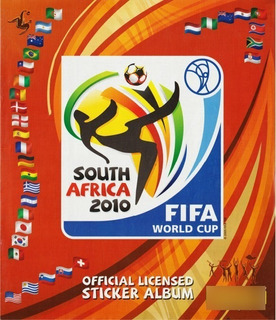 SOUTH
AFRICA
2010
FIFA
WORLD CUP
OFFICIAL LICENSED
STICKER ALBUM